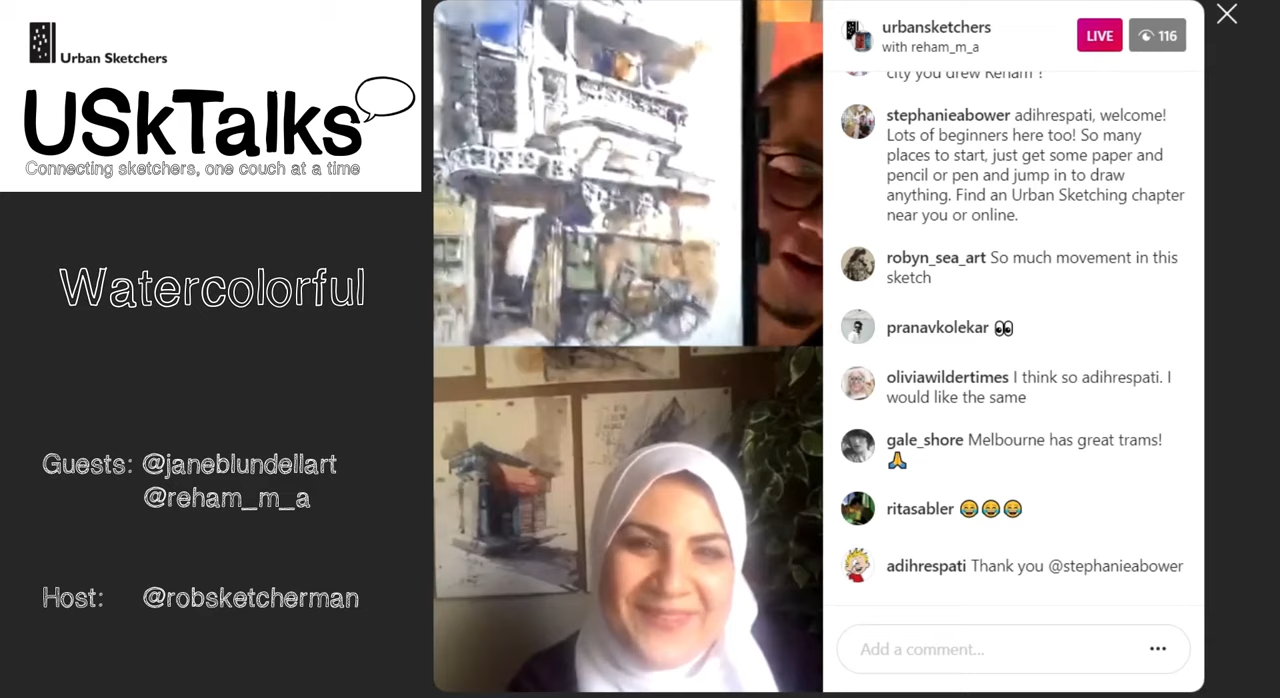 Urban Sketchers
USkTalks
Connecting sketchers, one couch at a time
Watercolorful
Guests: @janeblundellart
@reham_m_a
Host: @robsketcherman
urbansketchers
with reham_m_a
LIVE
116
city you drew Reham ?
stephanieabower adihrespati, welcome!
Lots of beginners here too! So many
places to start, just get some paper and
pencil or pen and jump in to draw
anything. Find an Urban Sketching chapter
near you or online.
robyn_sea_art So much movement in this
sketch
pranavkolekar 👀
oliviawildertimes I think so adihrespati. I
would like the same
gale_shore Melbourne has great trams!
🙏
ritasabler 😂😂😂
adihrespati Thank you @stephanieabower
Add a comment...